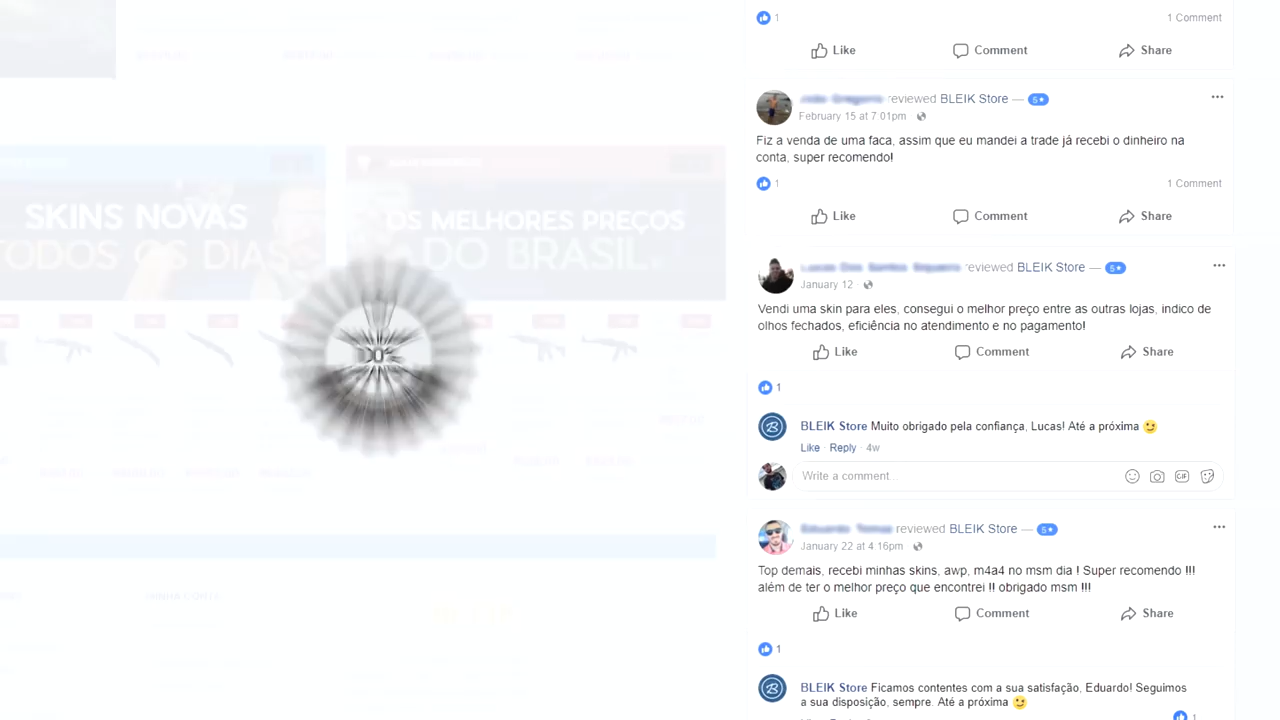 SKINS NOVAS
TODOS OS DIAS
OS MELHORES PREÇOS
DO BRASIL.
1
1 Comment
Like
Comment
Share
reviewed BLEIK Store — 5★
February 15 at 7:01pm
Fiz a venda de uma faca, assim que eu mandei a trade já recebi o dinheiro na
conta, super recomendo!
1
1 Comment
Like
Comment
Share
reviewed BLEIK Store — 5★
January 12 ·
Vendi uma skin para eles, consegui o melhor preço entre as outras lojas, indico de
olhos fechados, eficiência no atendimento e no pagamento!
Like
Comment
Share
1
BLEIK Store Muito obrigado pela confiança, Lucas! Até a próxima 😉
Like · Reply · 4w
Write a comment...
GIF
reviewed BLEIK Store — 5★
January 22 at 4:16pm ·
Top demais, recebi minhas skins, awp, m4a4 no msm dia ! Super recomendo !!!
além de ter o melhor preço que encontrei !! obrigado msm !!!
Like
Comment
Share
1
BLEIK Store Ficamos contentes com a sua satisfação, Eduardo! Seguimos
a sua disposição, sempre. Até a próxima 😉
1